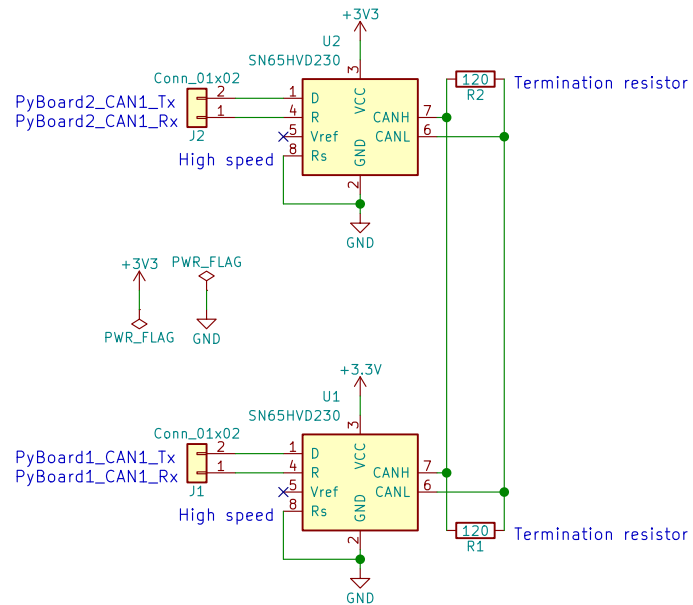 +3V3
U2
SN65HVD230
Conn_01x02
120
R2
Termination resistor
PyBoard2_CAN1_Tx
PyBoard2_CAN1_Rx
2
1
J2
1
4
5
8
D
R
Vref
Rs
3
VCC
GND
2
CANH
CANL
7
6
High speed
GND
+3V3
PWR_FLAG
PWR_FLAG
GND
+3.3V
U1
SN65HVD230
Conn_01x02
PyBoard1_CAN1_Tx
PyBoard1_CAN1_Rx
2
1
J1
1
4
5
8
D
R
Vref
Rs
3
VCC
GND
2
CANH
CANL
7
6
High speed
120
R1
Termination resistor
GND